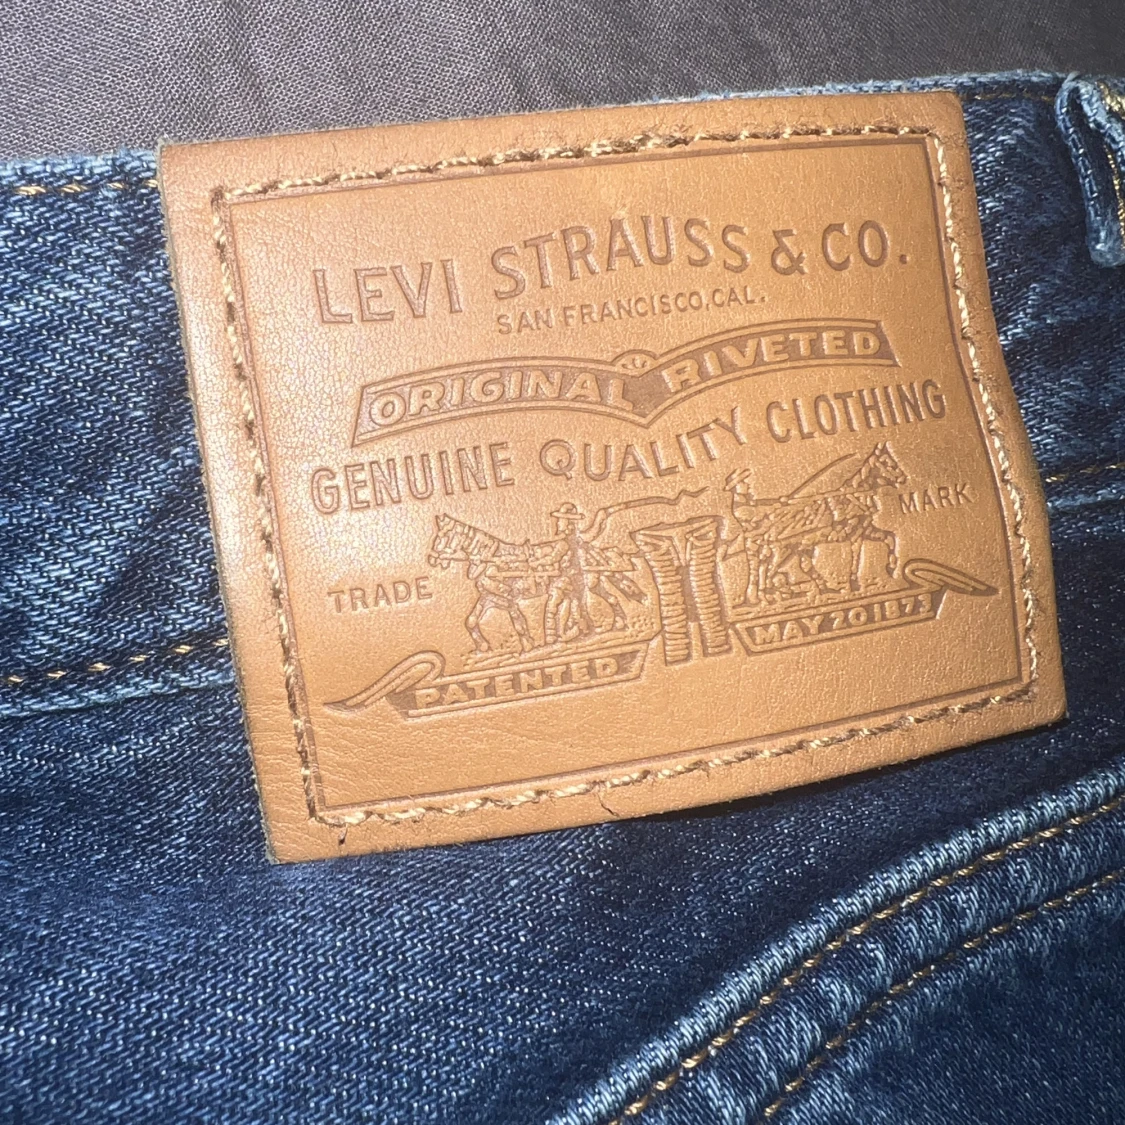 LEVI STRAUSS & CO.
SAN FRANCISCO, CAL.
ORIGINAL RIVETED
GENUINE QUALITY CLOTHING
TRADE MARK
PATENTED MAY 20 1873